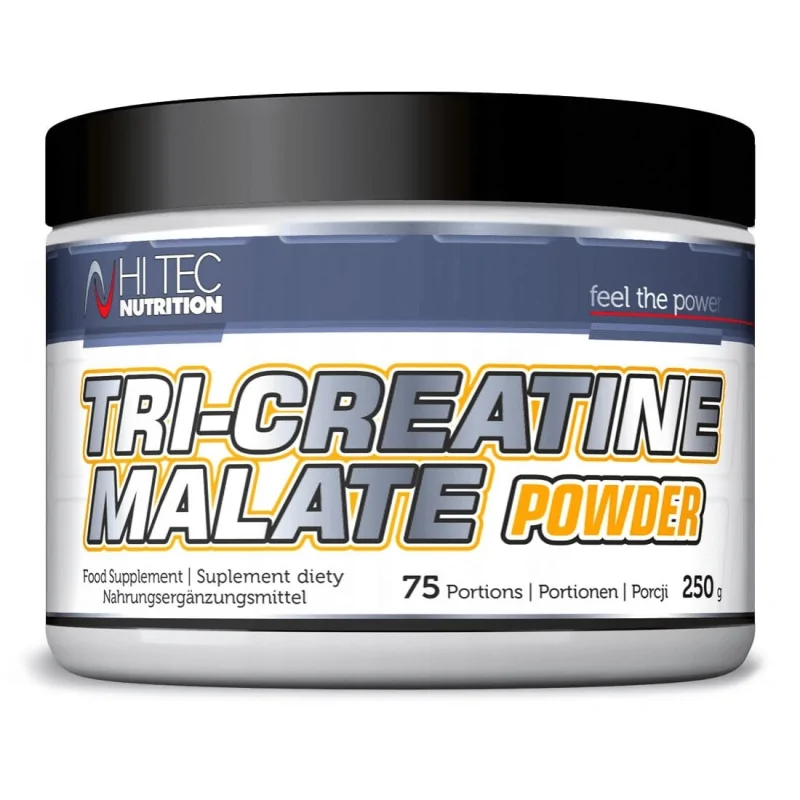 HI TEC
NUTRITION
feel the power
TRI-CREATINE
MALATE POWDER
Food Supplement | Suplement diety
Nahrungsergänzungsmittel
75 Portions | Portionen | Porcji 250 g